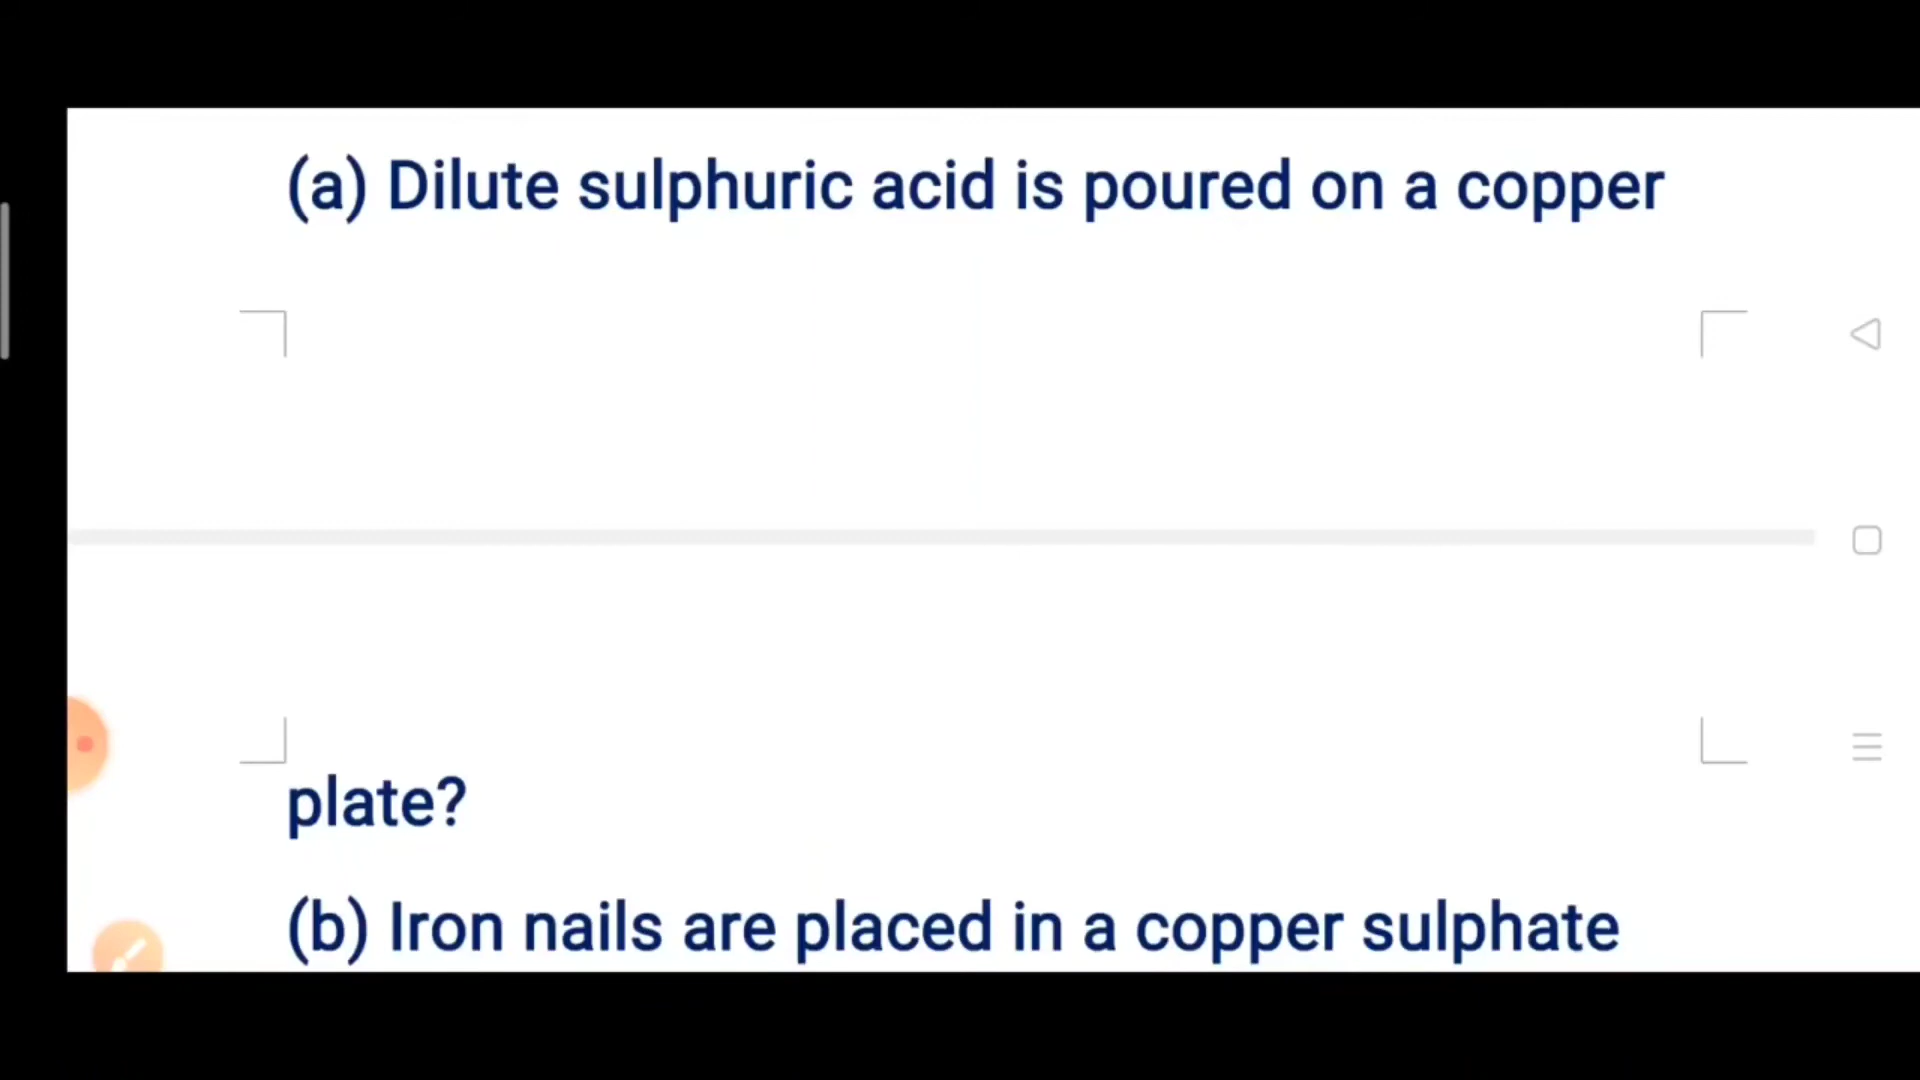 (a) Dilute sulphuric acid is poured on a copper
plate?
(b) Iron nails are placed in a copper sulphate